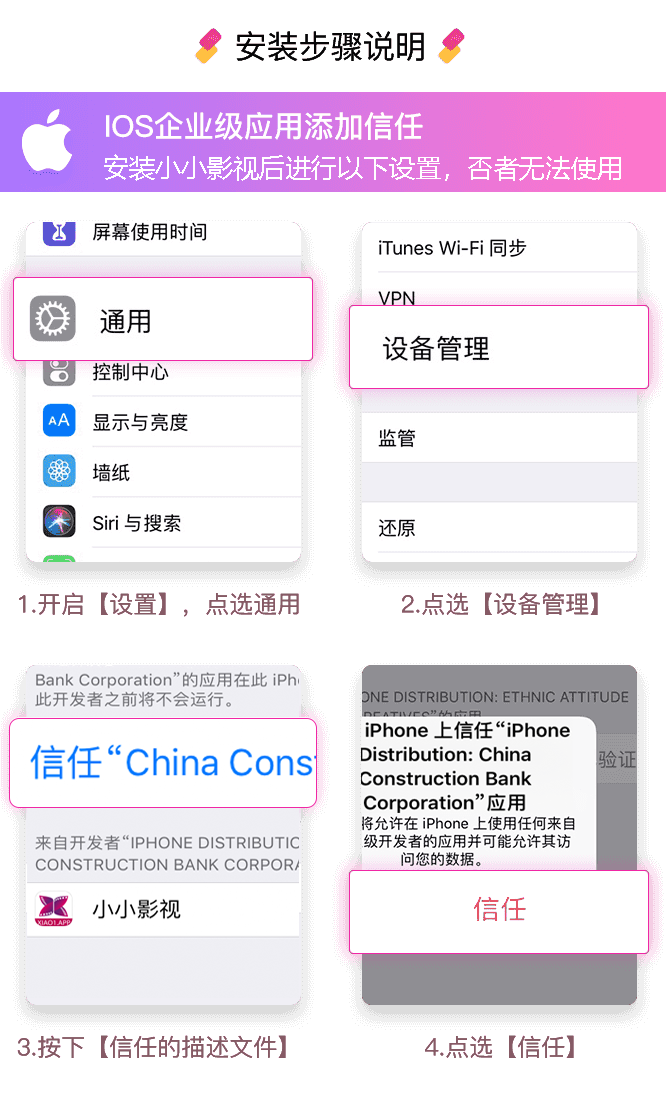 安装步骤说明
IOS企业级应用添加信任
安装小小影视后进行以下设置，否者无法使用
屏幕使用时间
通用
控制中心
AA
显示与亮度
墙纸
Siri 与搜索
iTunes Wi-Fi 同步
VPN
设备管理
监管
还原
1.开启【设置】，点选通用
2.点选【设备管理】
Bank Corporation”的应用在此 iPh
此开发者之前将不会运行。
信任“China Cons
来自开发者“IPHONE DISTRIBUTIO
CONSTRUCTION BANK CORPORA
XIAO1.APP
小小影视
ONE DISTRIBUTION: ETHNIC ATTITUDE
REATIVES”的应用
iPhone 上信任“iPhone
Distribution: China
Construction Bank
Corporation”应用
验证
将允许在 iPhone 上使用任何来自
级开发者的应用并可能允许其访
问您的数据。
信任
3.按下【信任的描述文件】
4.点选【信任】